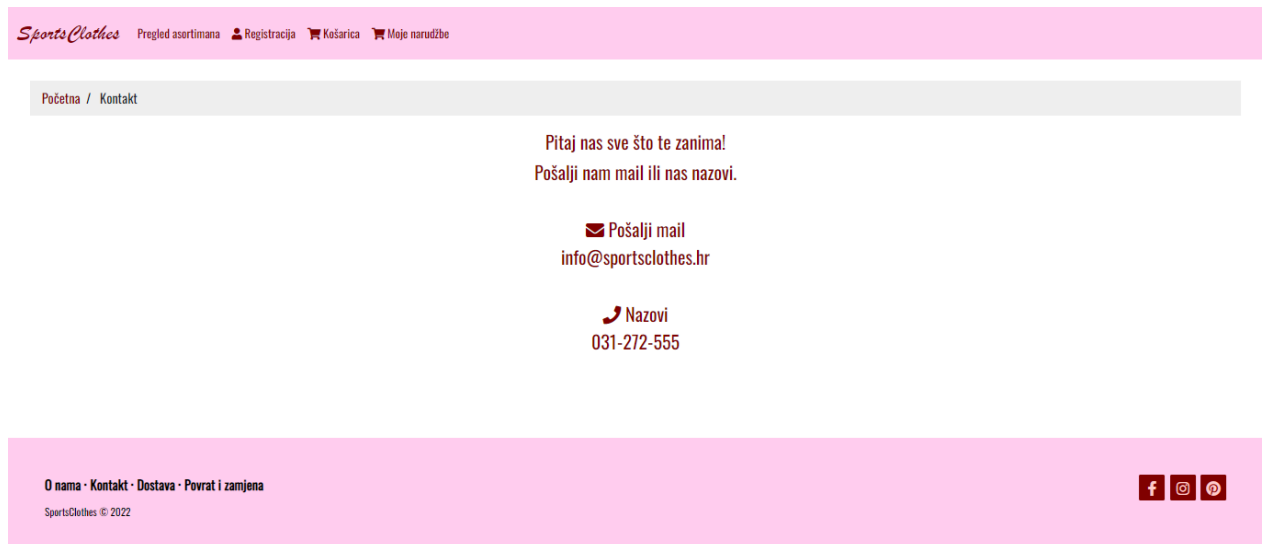 SportsClothes Pregled asortimana Registracija Košarica Moje narudžbe
Početna / Kontakt
Pitaj nas sve što te zanima!
Pošalji nam mail ili nas nazovi.
Pošalji mail
info@sportsclothes.hr
Nazovi
031-272-555
O nama · Kontakt · Dostava · Povrat i zamjena
SportsClothes © 2022